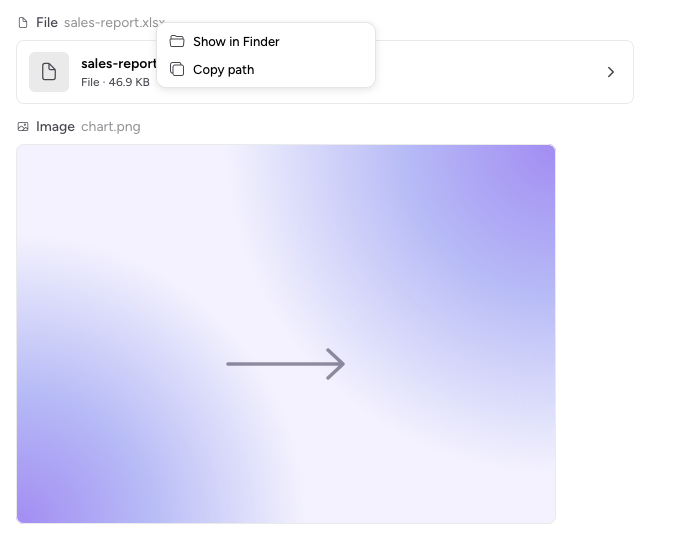 File sales-report.xlsx
Show in Finder
Copy path
sales-report
File · 46.9 KB
Image chart.png